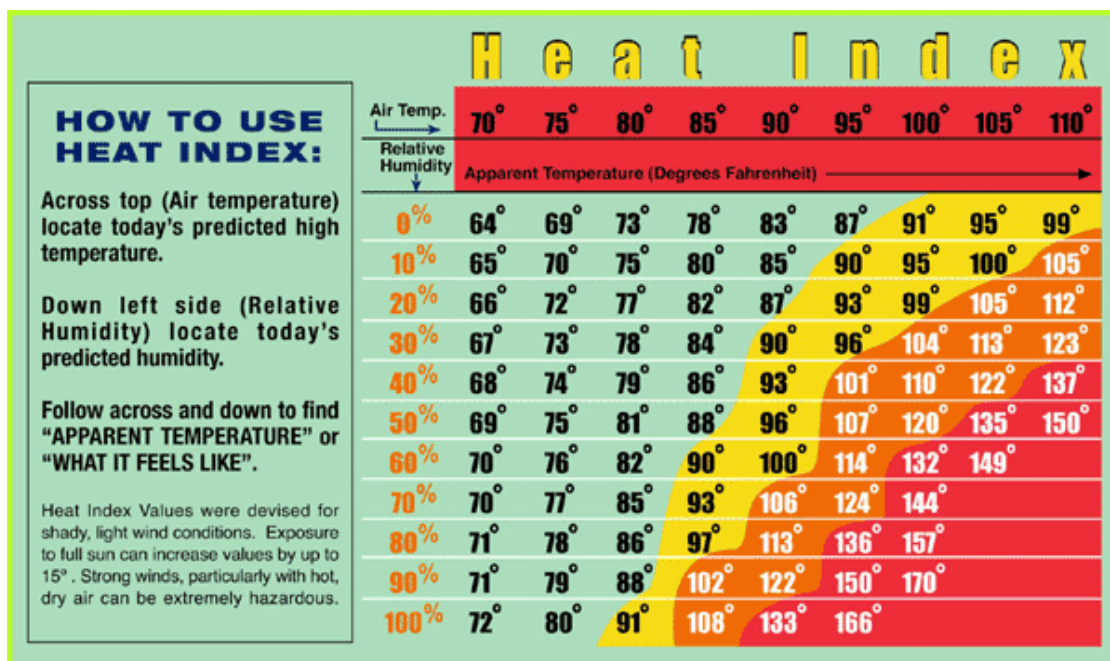 Heat Index
HOW TO USE
HEAT INDEX:
Across top (Air temperature)
locate today's predicted high
temperature.
Down left side (Relative
Humidity) locate today's
predicted humidity.
Follow across and down to find
“APPARENT TEMPERATURE” or
“WHAT IT FEELS LIKE”.
Heat Index Values were devised for
shady, light wind conditions. Exposure
to full sun can increase values by up to
15°. Strong winds, particularly with hot,
dry air can be extremely hazardous.
Air Temp. 70° 75° 80° 85° 90° 95° 100° 105° 110°
Relative
Humidity Apparent Temperature (Degrees Fahrenheit)
0% 64° 69° 73° 78° 83° 87° 91° 95° 99°
10% 65° 70° 75° 80° 85° 90° 95° 100° 105°
20% 66° 72° 77° 82° 87° 93° 99° 105° 112°
30% 67° 73° 78° 84° 90° 96° 104° 113° 123°
40% 68° 74° 79° 86° 93° 101° 110° 122° 137°
50% 69° 75° 81° 88° 96° 107° 120° 135° 150°
60% 70° 76° 82° 90° 100° 114° 132° 149°
70% 70° 77° 85° 93° 106° 124° 144°
80% 71° 78° 86° 97° 113° 136° 157°
90% 71° 79° 88° 102° 122° 150° 170°
100% 72° 80° 91° 108° 133° 166°